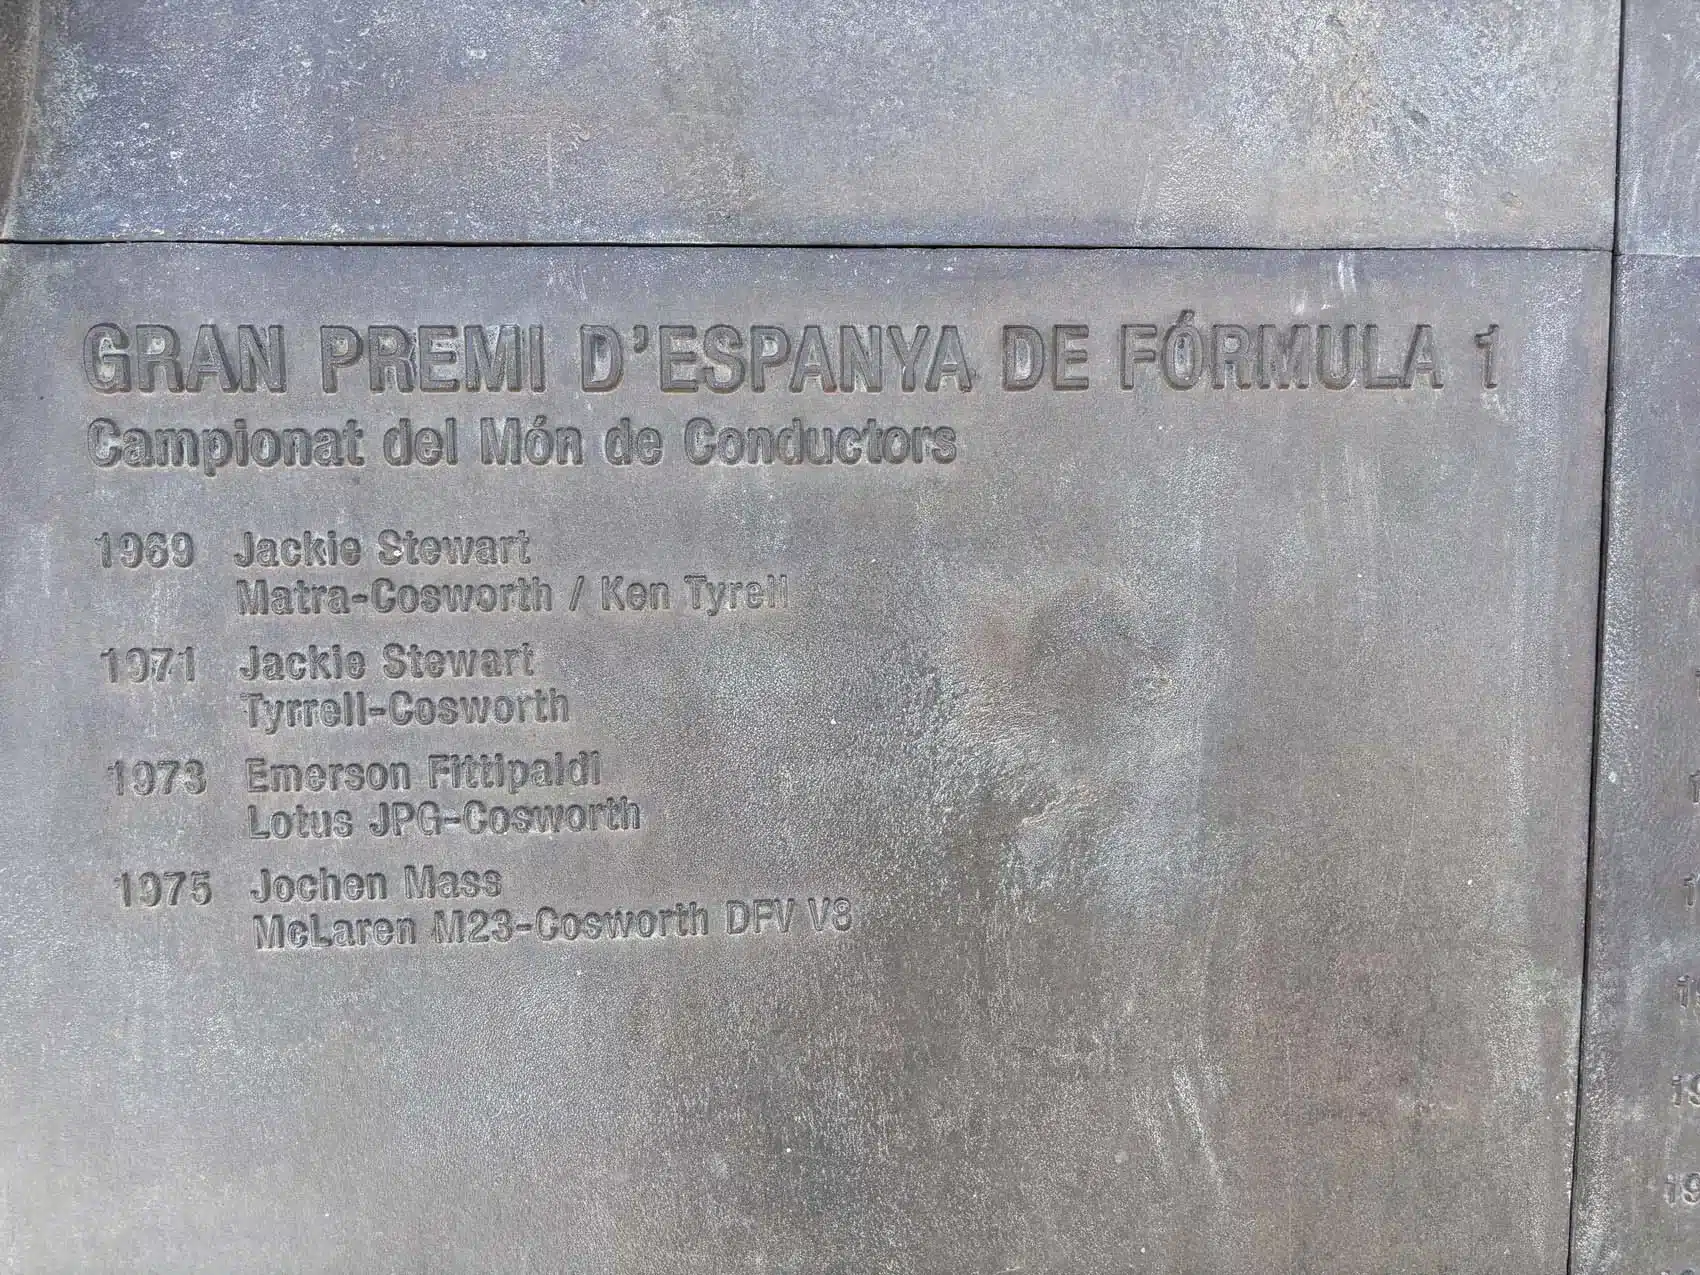 GRAN PREMI D'ESPANYA DE FÓRMULA 1
Campionat del Món de Conductors
1969 Jackie Stewart
Matra-Cosworth / Ken Tyrell
1971 Jackie Stewart
Tyrrell-Cosworth
1973 Emerson Fittipaldi
Lotus JPG-Cosworth
1975 Jochen Mass
McLaren M23-Cosworth DFV V8